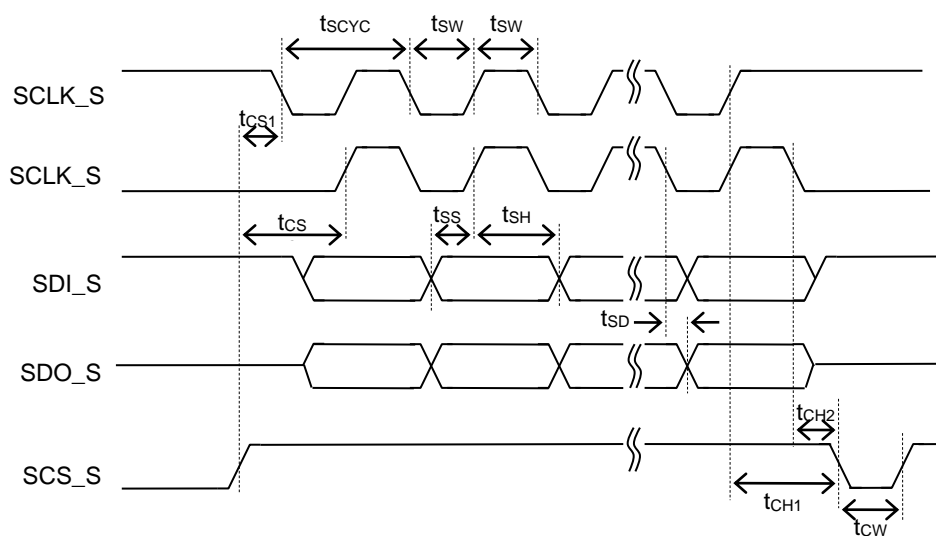 tSCYC tSW tSW
SCLK_S
tCS1
SCLK_S
tCS tSS tSH
SDI_S
tSD
SDO_S
tCH2
SCS_S
tCH1
tCW